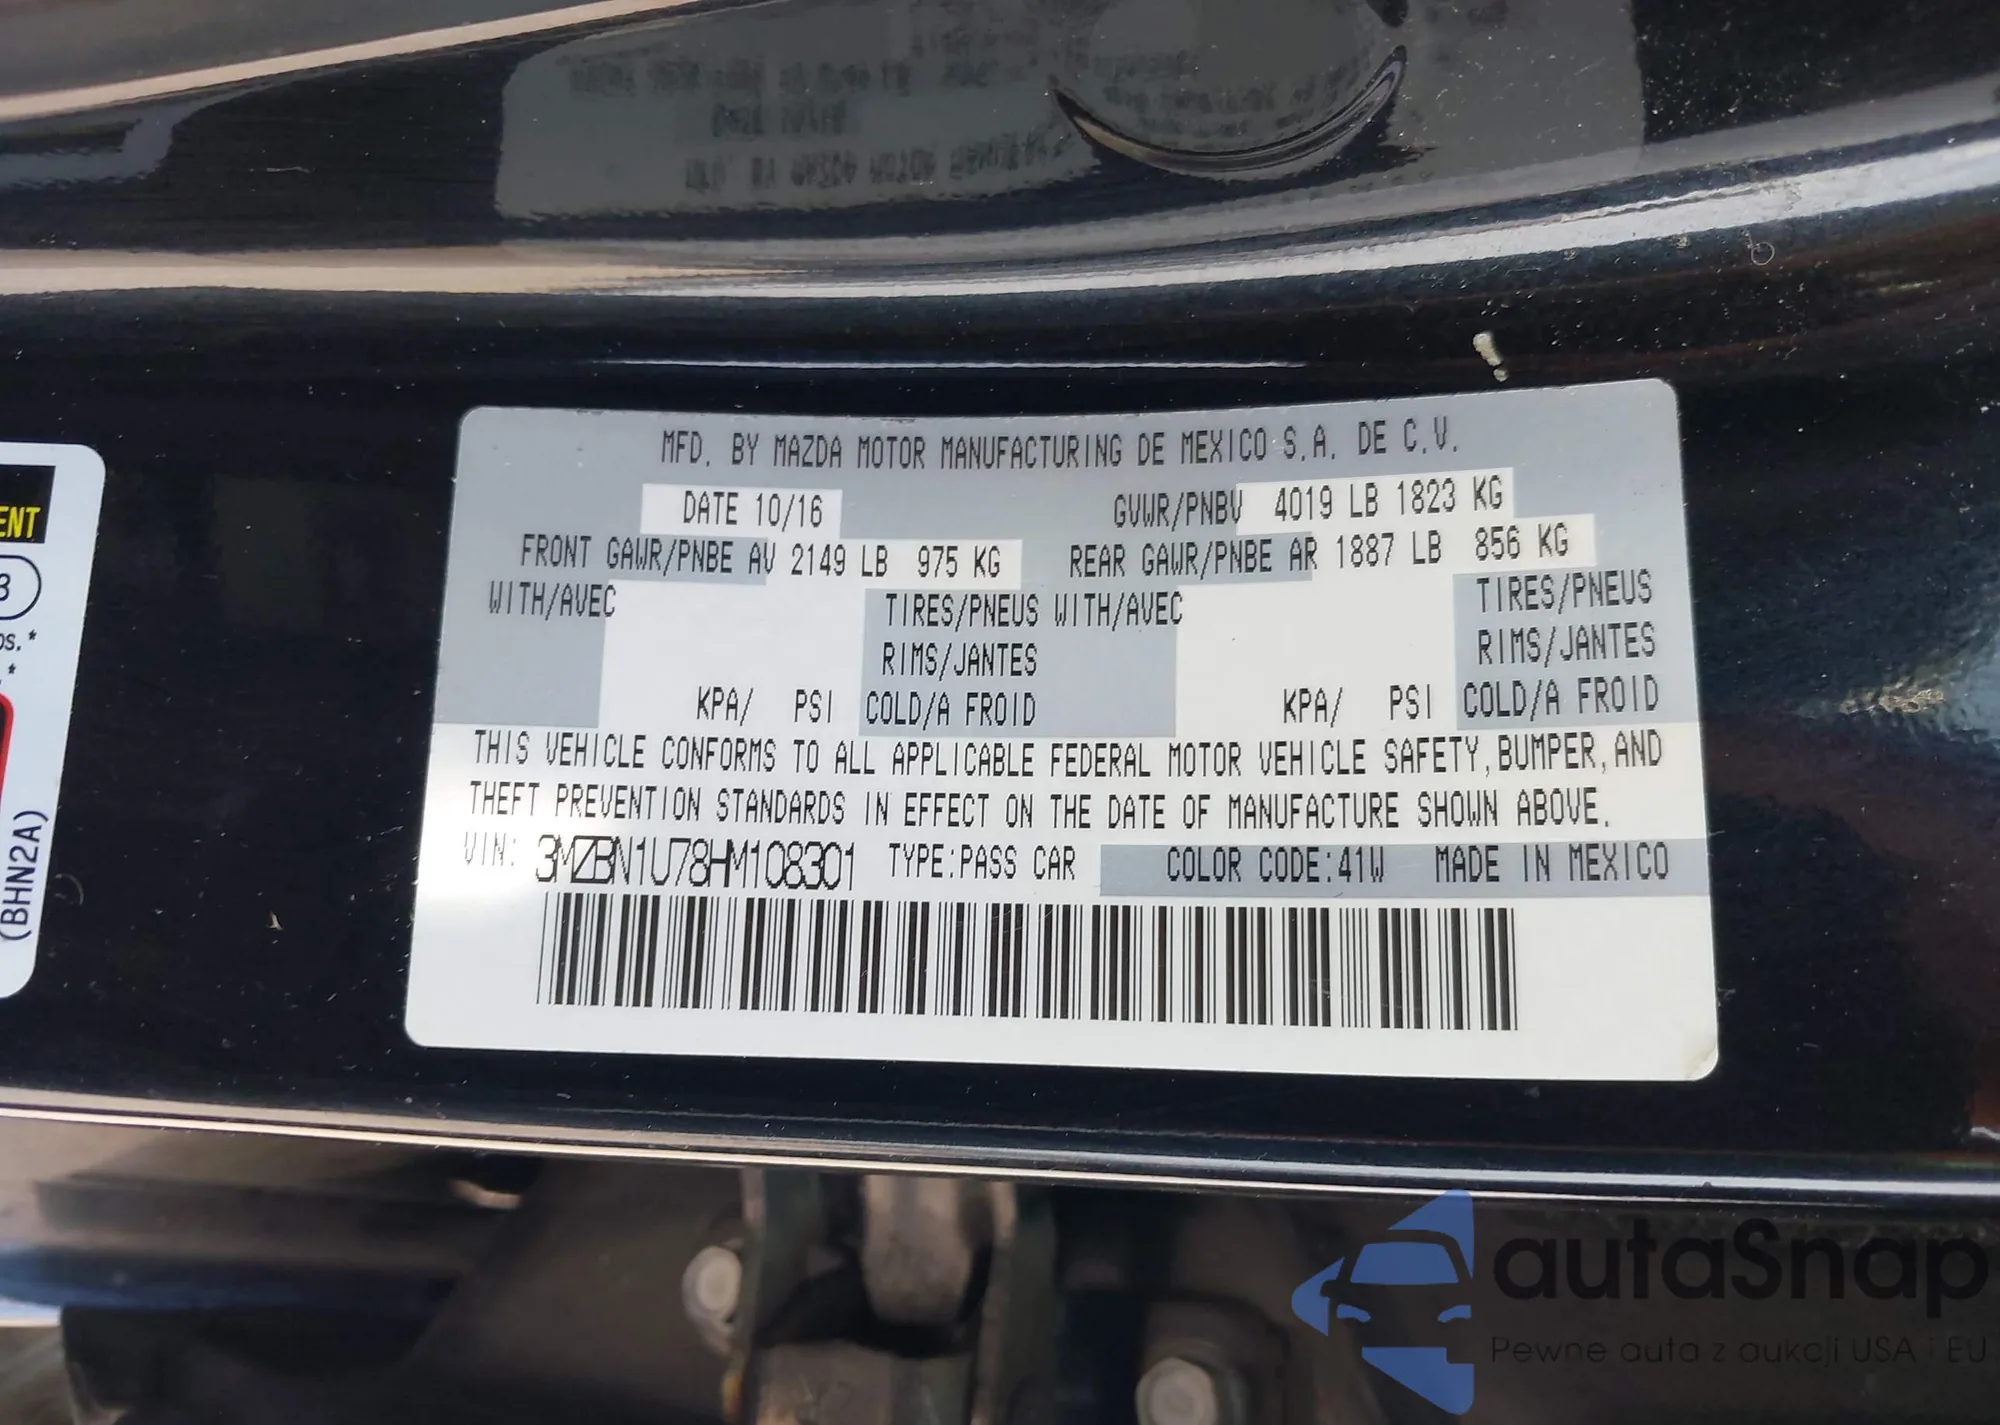 MFD. BY MAZDA MOTOR MANUFACTURING DE MEXICO S.A. DE C.V.
DATE 10/16 GVWR/PNBV 4019 LB 1823 KG
FRONT GAWR/PNBE AV 2149 LB 975 KG REAR GAWR/PNBE AR 1887 LB 856 KG
WITH/AVEC TIRES/PNEUS WITH/AVEC TIRES/PNEUS
RIMS/JANTES RIMS/JANTES
KPA/ PSI COLD/A FROID KPA/ PSI COLD/A FROID
THIS VEHICLE CONFORMS TO ALL APPLICABLE FEDERAL MOTOR VEHICLE SAFETY, BUMPER, AND
THEFT PREVENTION STANDARDS IN EFFECT ON THE DATE OF MANUFACTURE SHOWN ABOVE.
VIN: 3MZBN1U78HM108301 TYPE:PASS CAR COLOR CODE:41W MADE IN MEXICO
ENT
3
os.*
(BHN2A)
autaSnap
Pewne auta z aukcji USA i EU